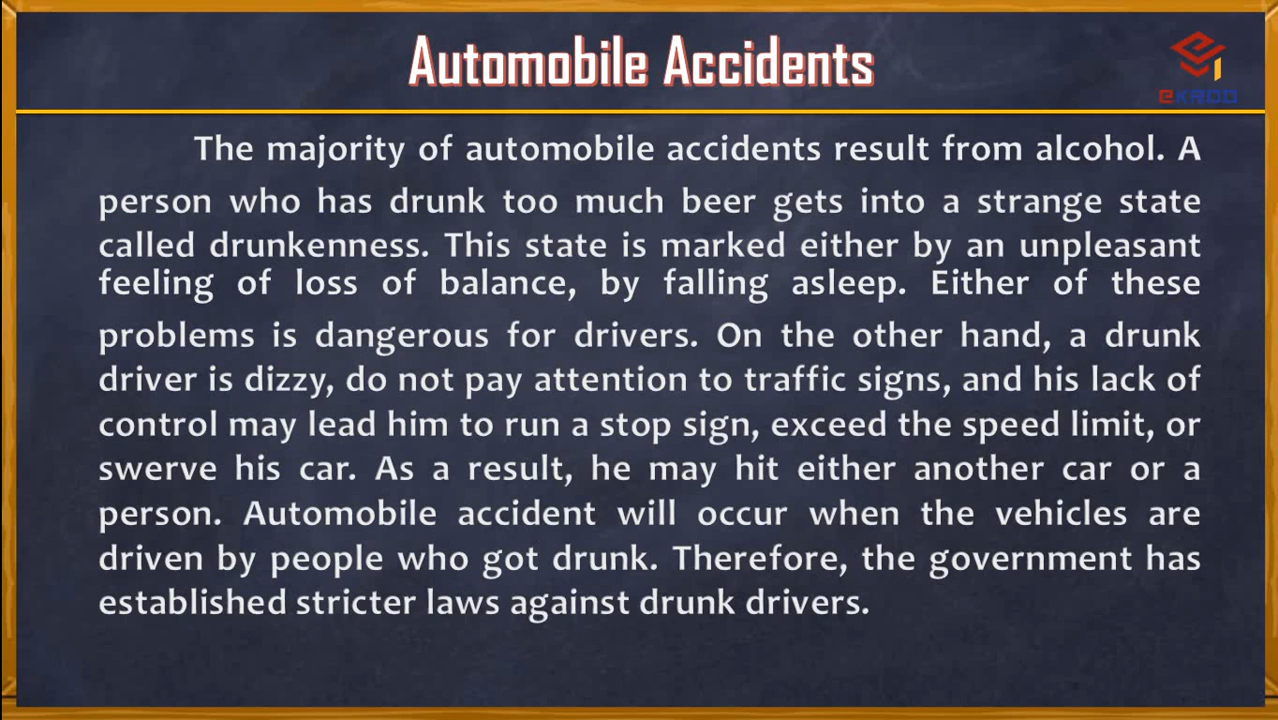 Automobile Accidents
eKROO
The majority of automobile accidents result from alcohol. A
person who has drunk too much beer gets into a strange state
called drunkenness. This state is marked either by an unpleasant
feeling of loss of balance, by falling asleep. Either of these
problems is dangerous for drivers. On the other hand, a drunk
driver is dizzy, do not pay attention to traffic signs, and his lack of
control may lead him to run a stop sign, exceed the speed limit, or
swerve his car. As a result, he may hit either another car or a
person. Automobile accident will occur when the vehicles are
driven by people who got drunk. Therefore, the government has
established stricter laws against drunk drivers.